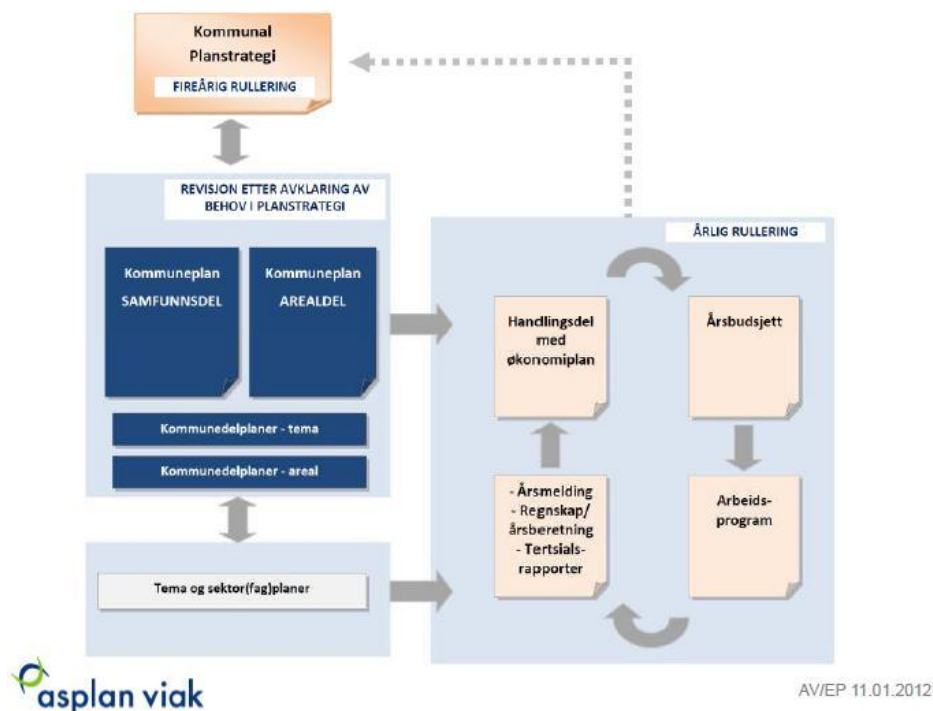 Kommunal
Planstrategi
FIREÅRIG RULLERING
REVISJON ETTER AVKLARING AV
BEHOV I PLANSTRATEGI
Kommuneplan
SAMFUNNSDEL
Kommuneplan
AREALDEL
Kommunedelplaner - tema
Kommunedelplaner - areal
Tema og sektor(fag)planer
ÅRLIG RULLERING
Handlingsdel
med
økonomiplan
Årsbudsjett
- Årsmelding
- Regnskap/
årsberetning
- Tertsials-
rapporter
Arbeids-
program
asplan viak
AV/EP 11.01.2012